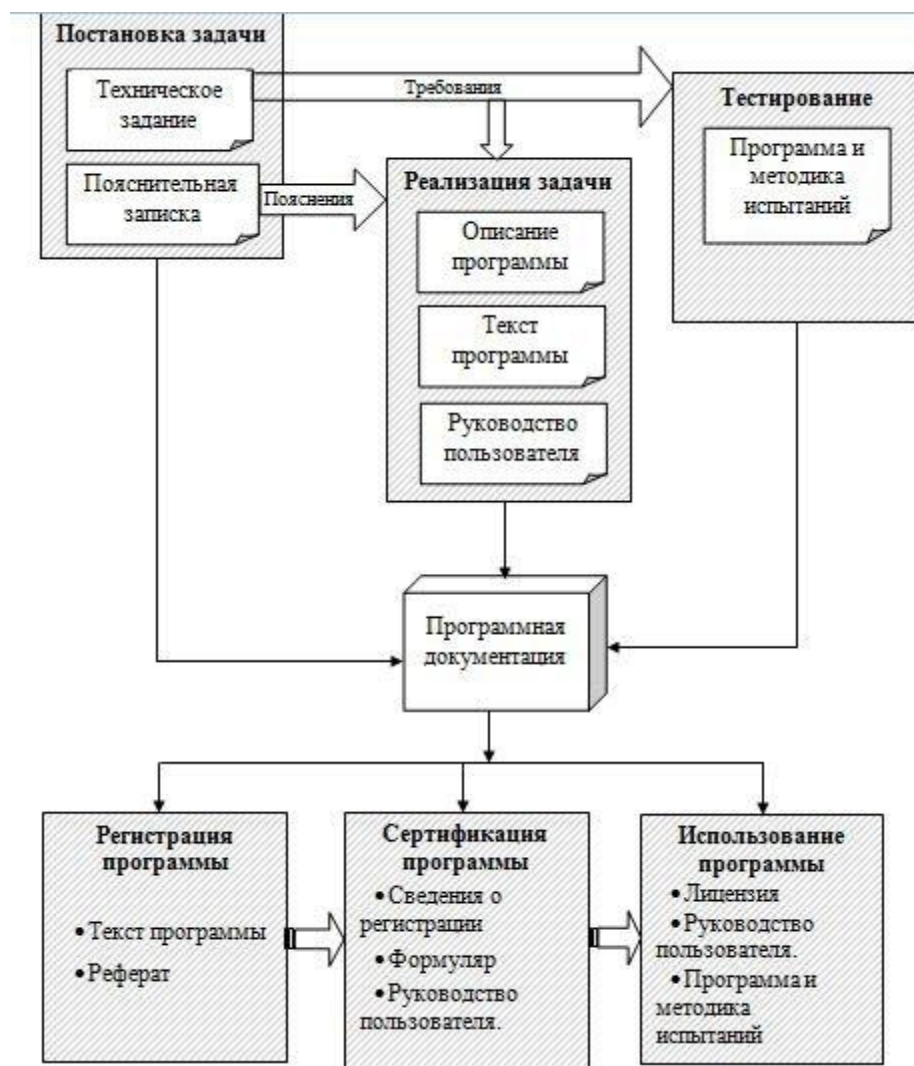 Постановка задачи
Техническое
задание
Пояснительная
записка
Требования
Пояснения
Реализация задачи
Описание
программы
Текст
программы
Руководство
пользователя
Тестирование
Программа и
методика
испытаний
Программная
документация
Регистрация
программы
•Текст программы
•Реферат
Сертификация
программы
•Сведения о
регистрации
•Формуляр
•Руководство
пользователя.
Использование
программы
•Лицензия
•Руководство
пользователя.
•Программа и
методика
испытаний